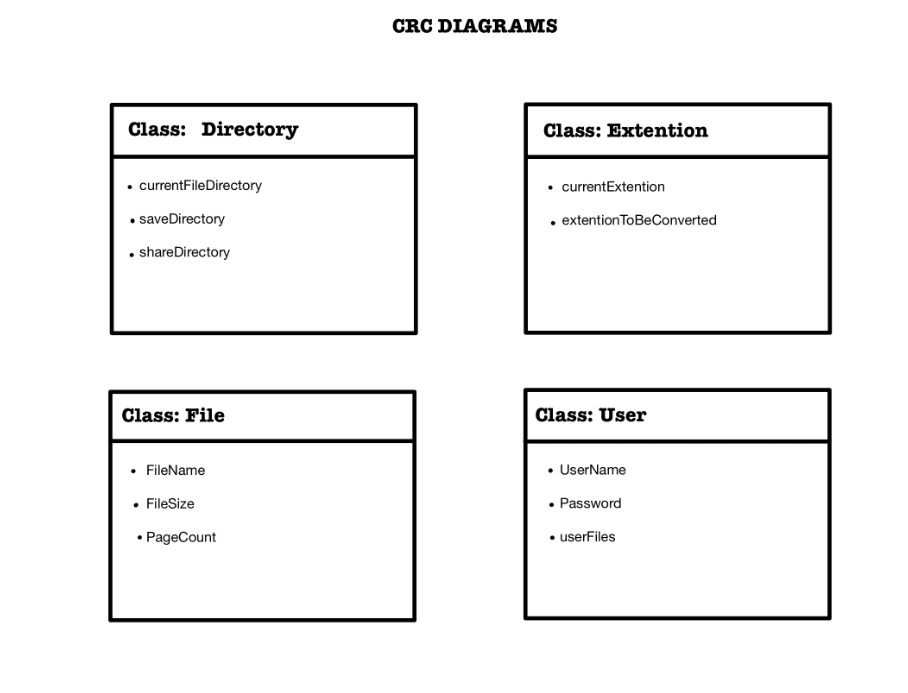 CRC DIAGRAMS
Class: Directory
• currentFileDirectory
• saveDirectory
• shareDirectory
Class: Extention
• currentExtention
• extentionToBeConverted
Class: File
• FileName
• FileSize
• PageCount
Class: User
• UserName
• Password
• userFiles